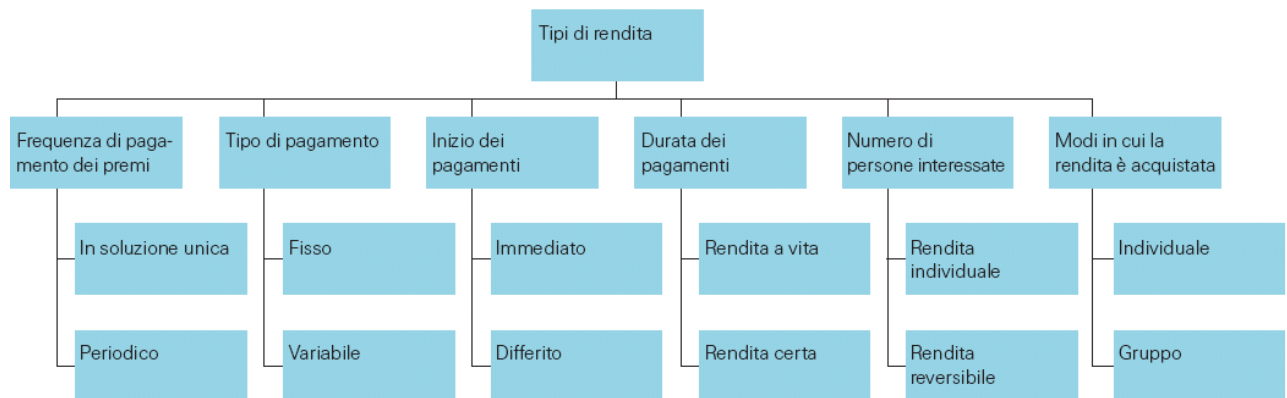 Tipi di rendita
Frequenza di paga-
mento dei premi
Tipo di pagamento
Inizio dei
pagamenti
Durata dei
pagamenti
Numero di
persone interessate
Modi in cui la
rendita è acquistata
In soluzione unica
Fisso
Immediato
Rendita a vita
Rendita
individuale
Individuale
Periodico
Variabile
Differito
Rendita certa
Rendita
reversibile
Gruppo